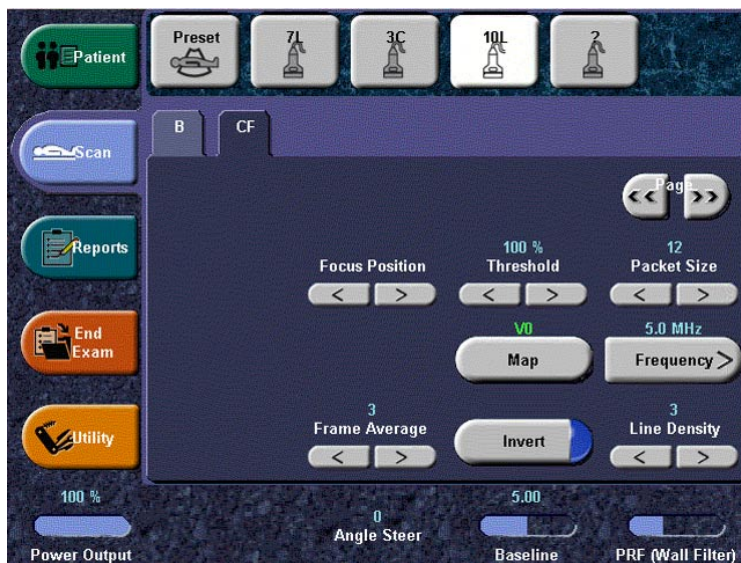 Patient
Preset
7L
3C
10L
?
Scan
B
CF
<< Page >>
Reports
Focus Position
< >
100 %
Threshold
< >
12
Packet Size
< >
End
Exam
V0
Map
5.0 MHz
Frequency >
Utility
3
Frame Average
< >
Invert
3
Line Density
< >
100 %
Power Output
0
Angle Steer
5.00
Baseline
PRF (Wall Filter)